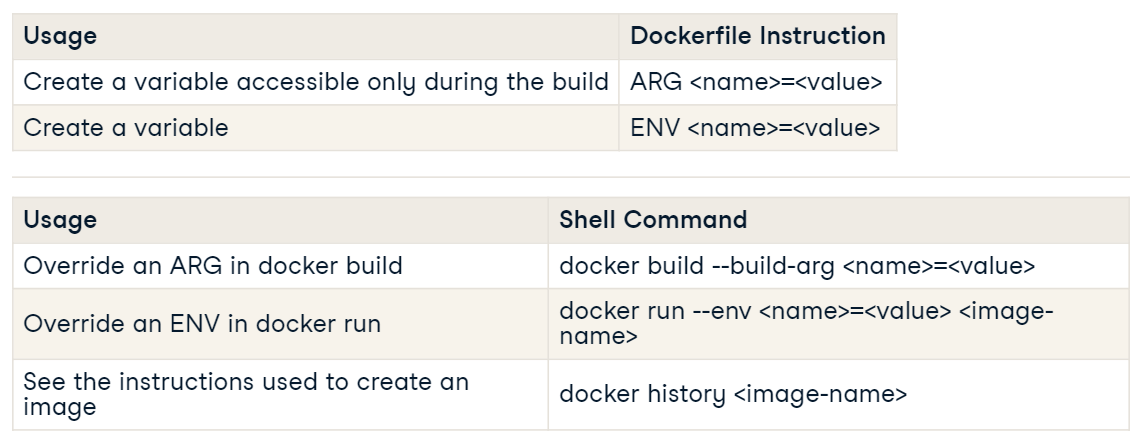 Usage Dockerfile Instruction
Create a variable accessible only during the build ARG <name>=<value>
Create a variable ENV <name>=<value>
Usage Shell Command
Override an ARG in docker build docker build --build-arg <name>=<value>
Override an ENV in docker run docker run --env <name>=<value> <image-
name>
See the instructions used to create an
image docker history <image-name>